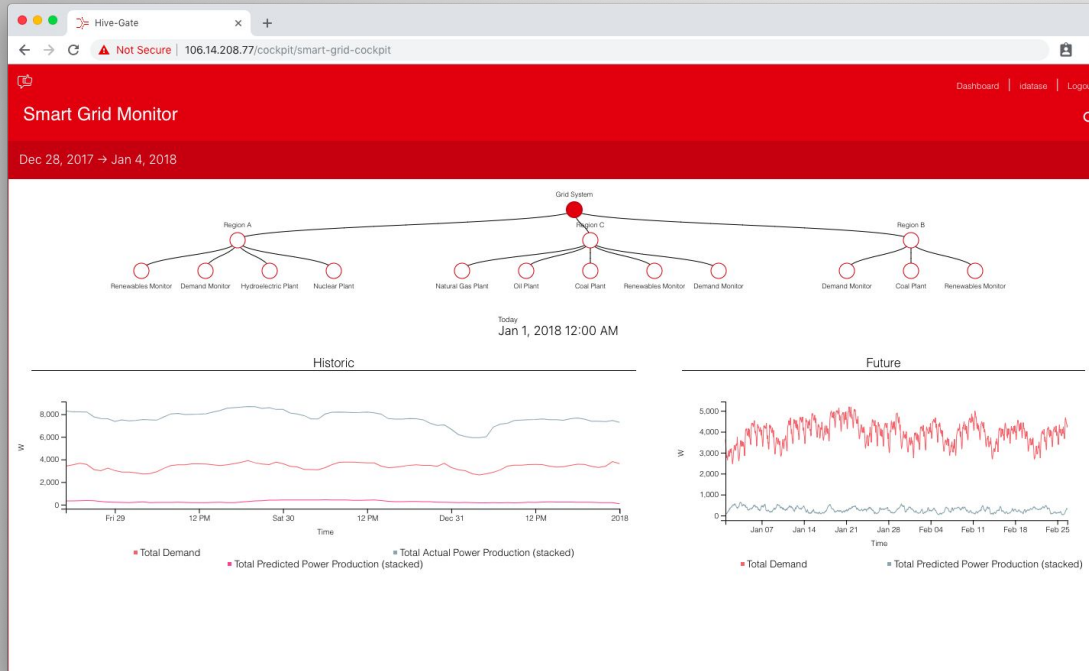 Hive-Gate
Not Secure | 106.14.208.77/cockpit/smart-grid-cockpit
Dashboard | idatase | Logou
Smart Grid Monitor
Dec 28, 2017 → Jan 4, 2018
Grid System
Region A Region C Region B
Renewables Monitor Demand Monitor Hydroelectric Plant Nuclear Plant Natural Gas Plant Oil Plant Coal Plant Renewables Monitor Demand Monitor Demand Monitor Coal Plant Renewables Monitor
Today
Jan 1, 2018 12:00 AM
Historic
8,000
6,000
W
4,000
2,000
0
Fri 29 12 PM Sat 30 12 PM Dec 31 12 PM 2018
Time
Total Demand Total Actual Power Production (stacked)
Total Predicted Power Production (stacked)
Future
5,000
4,000
W
3,000
2,000
1,000
0
Jan 07 Jan 14 Jan 21 Jan 28 Feb 04 Feb 11 Feb 18 Feb 25
Time
Total Demand Total Predicted Power Production (stacked)